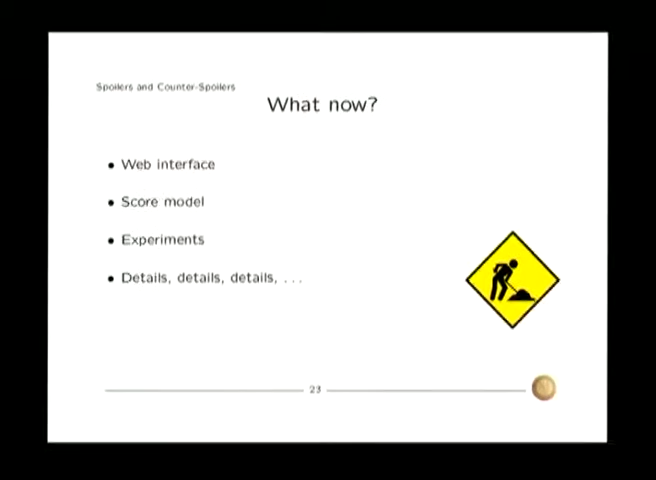 Spoilers and Counter-Spoilers
What now?
• Web interface
• Score model
• Experiments
• Details, details, details, . . .
23